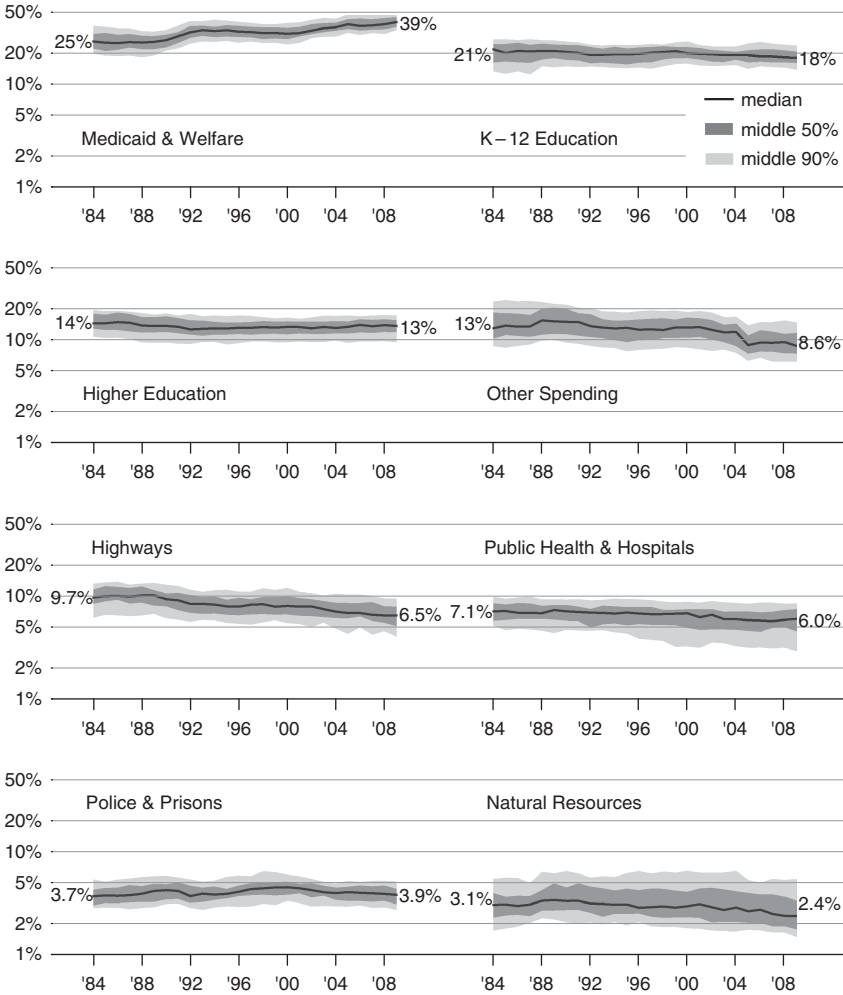 50%
20%
10%
5%
2%
1%
25%
39%
Medicaid & Welfare
'84 '88 '92 '96 '00 '04 '08
21%
18%
K–12 Education
median
middle 50%
middle 90%
'84 '88 '92 '96 '00 '04 '08
50%
20%
10%
5%
2%
1%
14%
13%
Higher Education
'84 '88 '92 '96 '00 '04 '08
13%
8.6%
Other Spending
'84 '88 '92 '96 '00 '04 '08
50%
20%
10%
5%
2%
1%
Highways
9.7%
6.5%
'84 '88 '92 '96 '00 '04 '08
Public Health & Hospitals
7.1%
6.0%
'84 '88 '92 '96 '00 '04 '08
50%
20%
10%
5%
2%
1%
Police & Prisons
3.7%
3.9%
'84 '88 '92 '96 '00 '04 '08
Natural Resources
3.1%
2.4%
'84 '88 '92 '96 '00 '04 '08